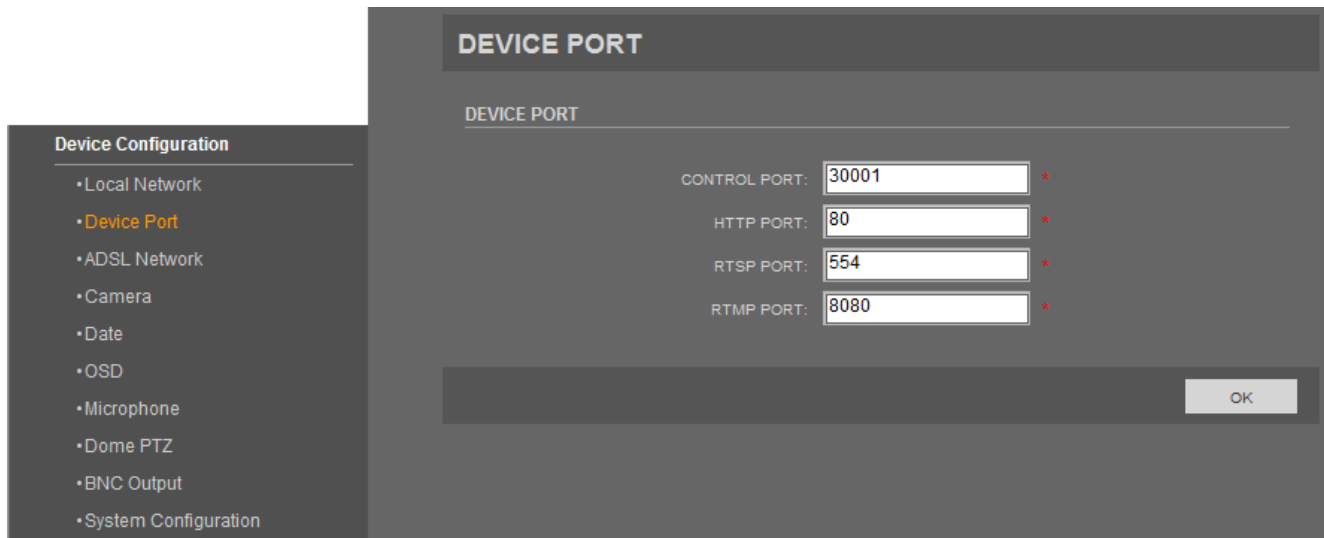 DEVICE PORT
DEVICE PORT
Device Configuration
•Local Network
•Device Port
•ADSL Network
•Camera
•Date
•OSD
•Microphone
•Dome PTZ
•BNC Output
•System Configuration
CONTROL PORT: 30001 *
HTTP PORT: 80 *
RTSP PORT: 554 *
RTMP PORT: 8080 *
OK